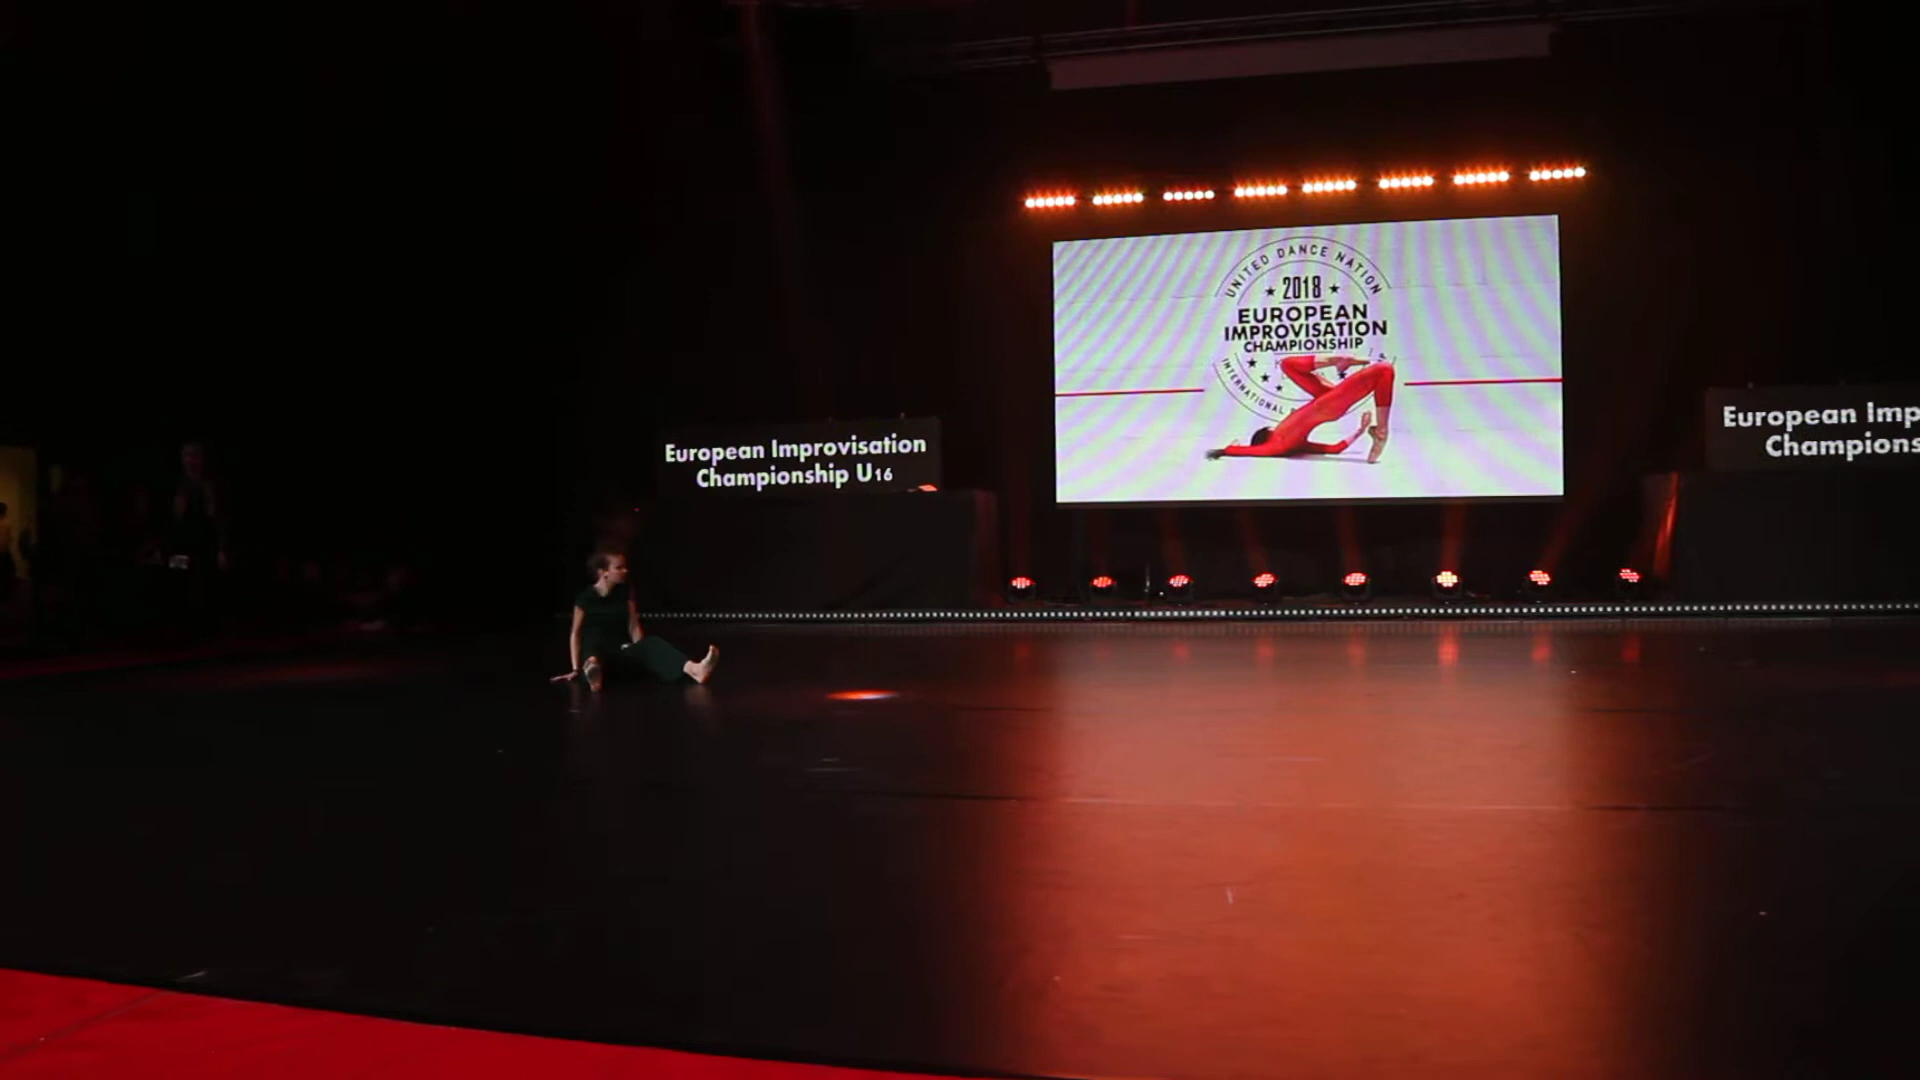 UNITED DANCE NATION
2018
EUROPEAN
IMPROVISATION
CHAMPIONSHIP
INTERNATIONAL
European Improvisation
Championship U16
European Imp
Champions